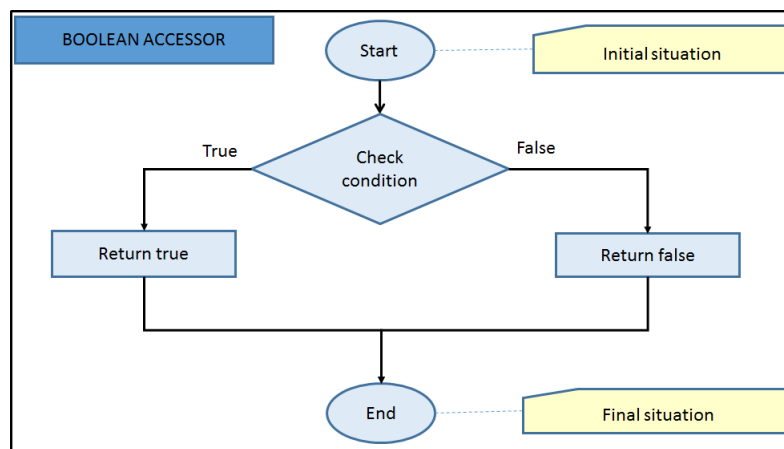 BOOLEAN ACCESSOR
Start
Initial situation
True
False
Check
condition
Return true
Return false
End
Final situation